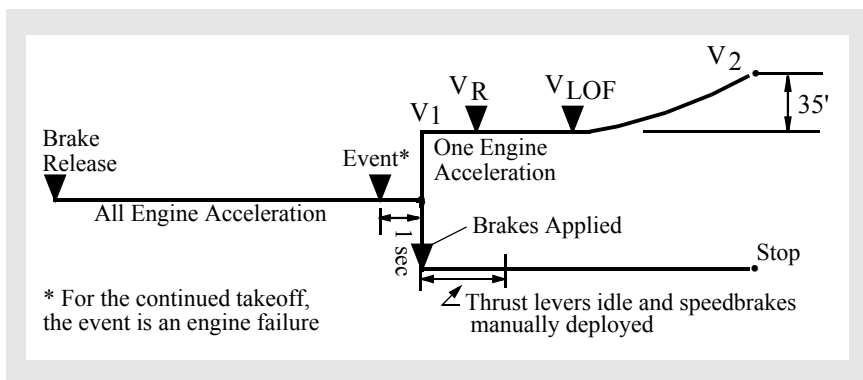 V2
VR
VLOF
V1
35'
Brake
Release
Event*
One Engine
Acceleration
All Engine Acceleration
1 sec
Brakes Applied
Stop
* For the continued takeoff,
the event is an engine failure
Thrust levers idle and speedbrakes
manually deployed